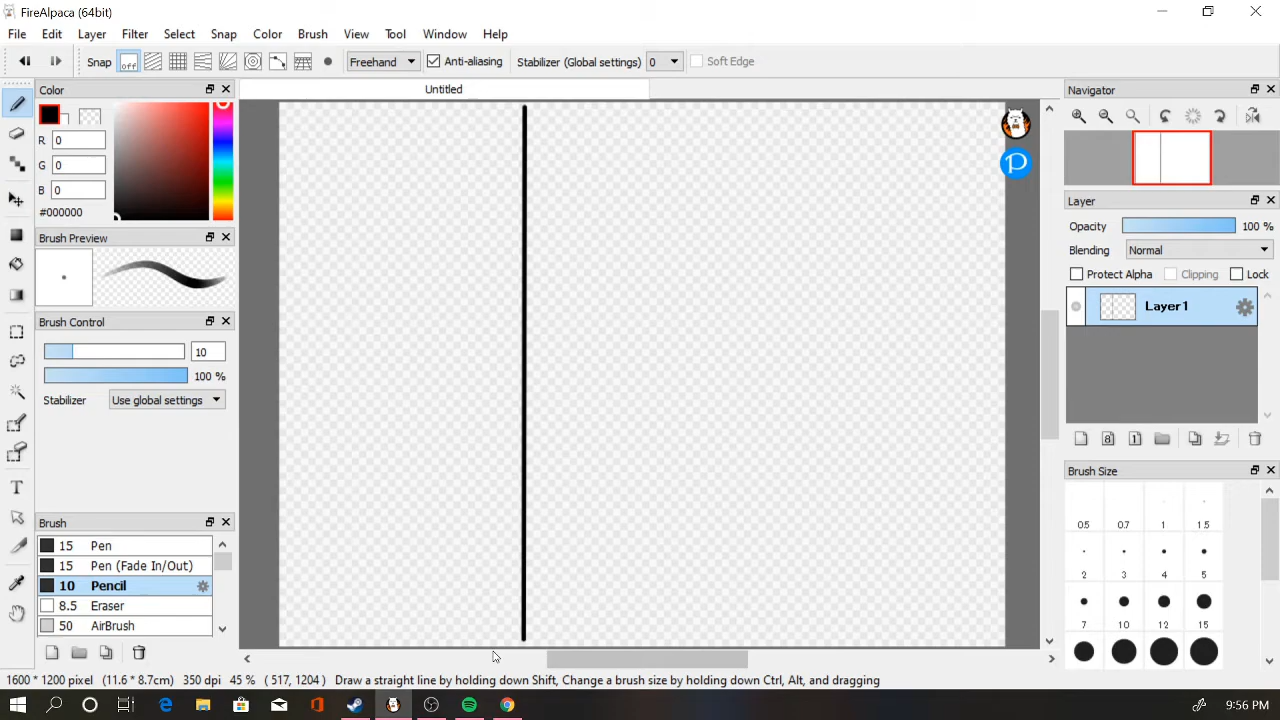 FireAlpaca (64bit)
File Edit Layer Filter Select Snap Color Brush View Tool Window Help
Snap off Freehand Anti-aliasing Stabilizer (Global settings) 0 Soft Edge
Color
Untitled
Navigator
R 0
G 0
B 0
#000000
Layer
Opacity 100 %
Blending Normal
Protect Alpha Clipping Lock
Layer1
Brush Preview
Brush Control
10
100 %
Stabilizer Use global settings
8 1
Brush
15 Pen
15 Pen (Fade In/Out)
10 Pencil
8.5 Eraser
50 AirBrush
Brush Size
0.5 0.7 1 1.5
2 3 4 5
7 10 12 15
1600 * 1200 pixel (11.6 * 8.7cm) 350 dpi 45 % ( 517, 1204 ) Draw a straight line by holding down Shift, Change a brush size by holding down Ctrl, Alt, and dragging
9:56 PM